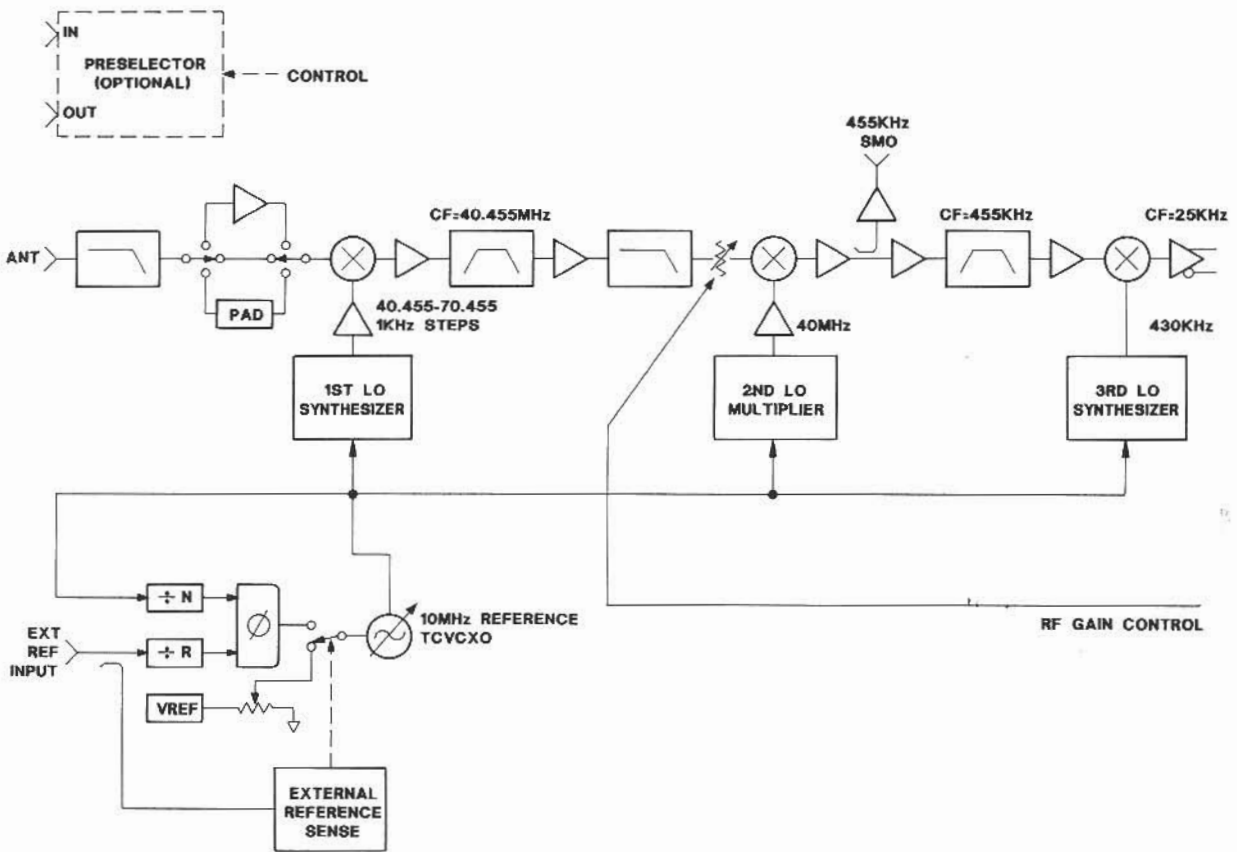 IN
PRESELECTOR
(OPTIONAL)
OUT
CONTROL
455KHz
SMO
CF=40.455MHz
CF=455KHz
CF=25KHz
ANT
PAD
40.455-70.455
1KHz STEPS
40MHz
430KHz
1ST LO
SYNTHESIZER
2ND LO
MULTIPLIER
3RD LO
SYNTHESIZER
÷ N
Ø
10MHz REFERENCE
TCVCXO
EXT
REF
INPUT
÷ R
RF GAIN CONTROL
VREF
EXTERNAL
REFERENCE
SENSE